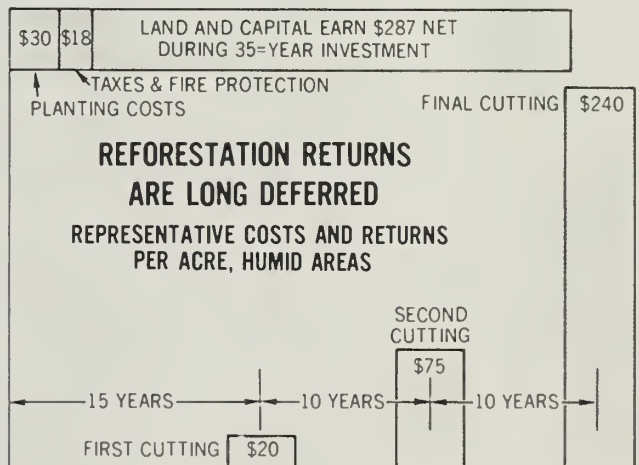 $30 $18 LAND AND CAPITAL EARN $287 NET
DURING 35=YEAR INVESTMENT
TAXES & FIRE PROTECTION
PLANTING COSTS
FINAL CUTTING $240
REFORESTATION RETURNS
ARE LONG DEFERRED
REPRESENTATIVE COSTS AND RETURNS
PER ACRE, HUMID AREAS
SECOND
CUTTING
$75
15 YEARS 10 YEARS 10 YEARS
FIRST CUTTING $20